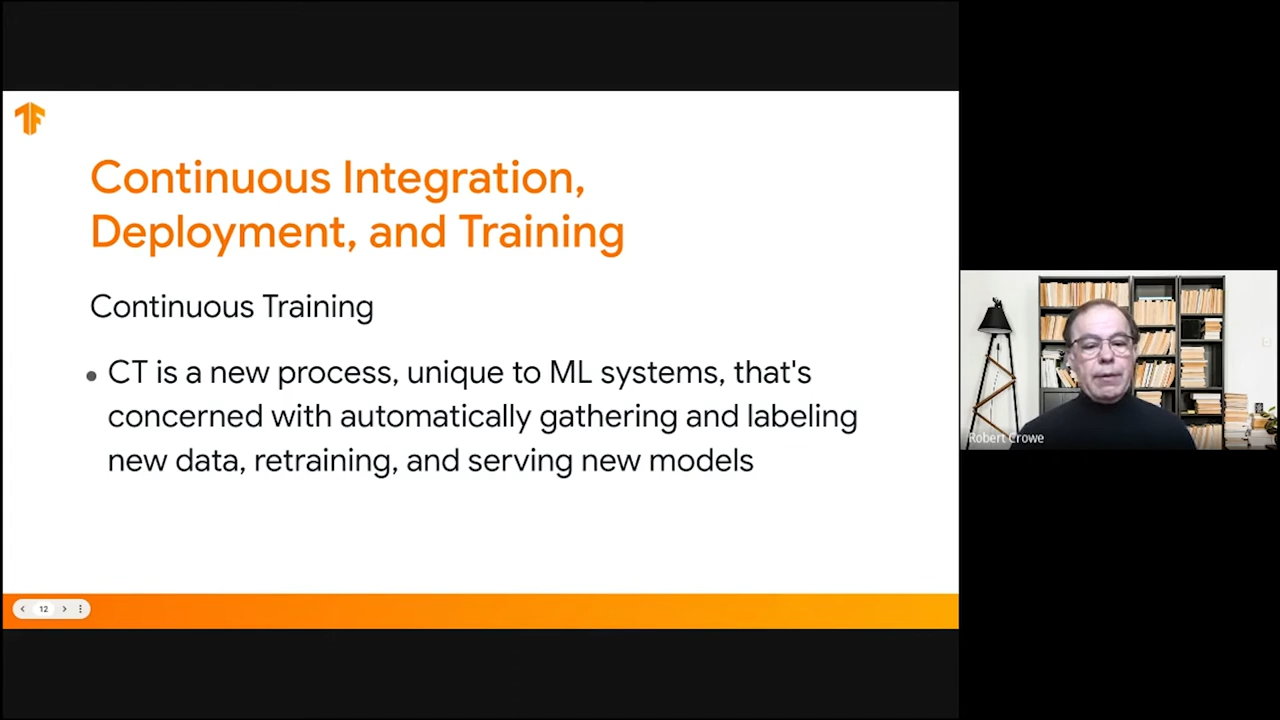 Continuous Integration,
Deployment, and Training
Continuous Training
• CT is a new process, unique to ML systems, that's
concerned with automatically gathering and labeling
new data, retraining, and serving new models
12
Robert Crowe